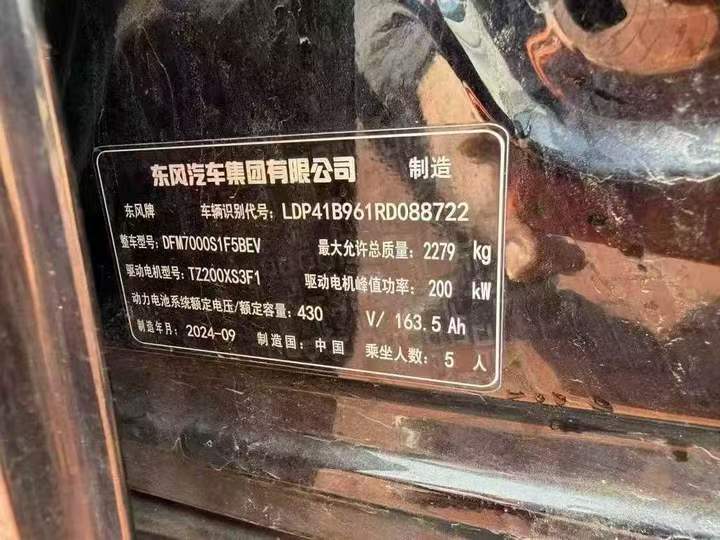 东风汽车集团有限公司 制造
东风牌 车辆识别代号: LDP41B961RD088722
整车型号: DFM7000S1F5BEV 最大允许总质量: 2279 kg
驱动电机型号: TZ200XS3F1 驱动电机峰值功率: 200 kW
动力电池系统额定电压/额定容量: 430 V/ 163.5 Ah
制造年月: 2024-09 制造国: 中国 乘坐人数: 5 人